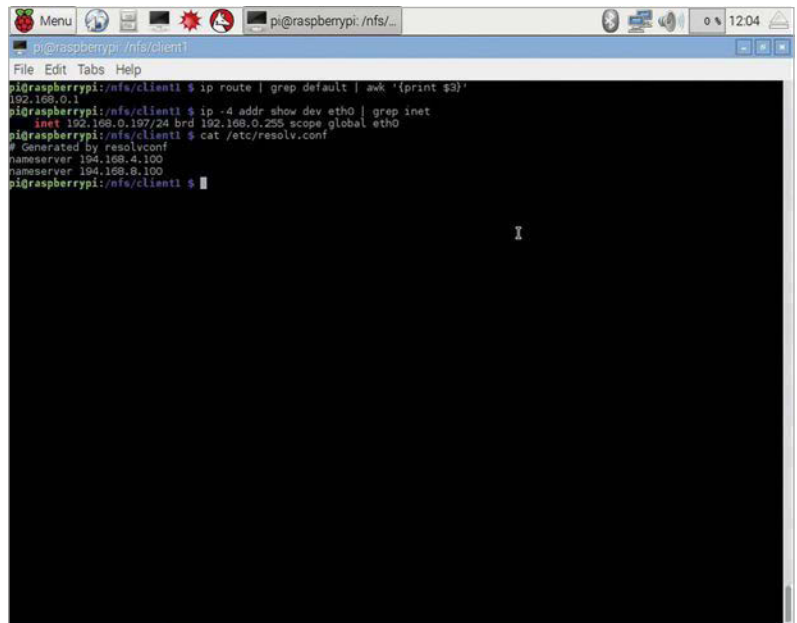 Menu
pi@raspberrypi: /nfs/...
0 %
12:04
pi@raspberrypi: /nfs/client1
File Edit Tabs Help
pi@raspberrypi:/nfs/client1 $ ip route | grep default | awk '{print $3}'
192.168.0.1
pi@raspberrypi:/nfs/client1 $ ip -4 addr show dev eth0 | grep inet
inet 192.168.0.197/24 brd 192.168.0.255 scope global eth0
pi@raspberrypi:/nfs/client1 $ cat /etc/resolv.conf
# Generated by resolvconf
nameserver 194.168.4.100
nameserver 194.168.8.100
pi@raspberrypi:/nfs/client1 $